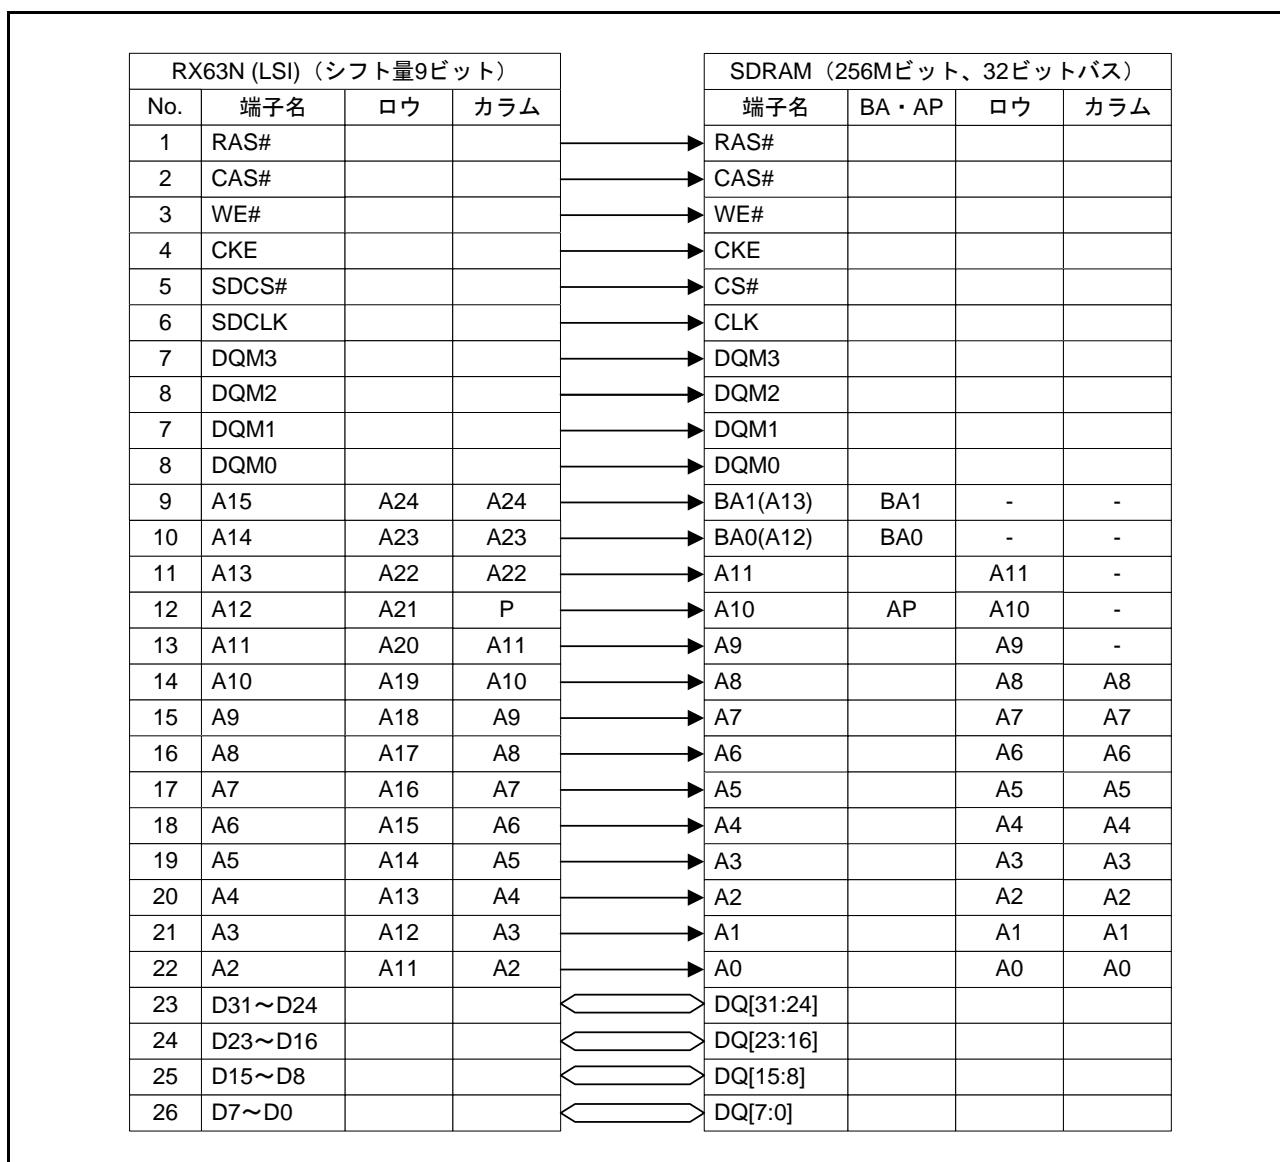 RX63N (LSI)（シフト量9ビット） SDRAM（256Mビット、32ビットバス）
No. 端子名 ロウ カラム 端子名 BA・AP ロウ カラム
1 RAS# RAS#
2 CAS# CAS#
3 WE# WE#
4 CKE CKE
5 SDCS# CS#
6 SDCLK CLK
7 DQM3 DQM3
8 DQM2 DQM2
7 DQM1 DQM1
8 DQM0 DQM0
9 A15 A24 A24 BA1(A13) BA1 - -
10 A14 A23 A23 BA0(A12) BA0 - -
11 A13 A22 A22 A11 A11 -
12 A12 A21 P A10 AP A10 -
13 A11 A20 A11 A9 A9 -
14 A10 A19 A10 A8 A8 A8
15 A9 A18 A9 A7 A7 A7
16 A8 A17 A8 A6 A6 A6
17 A7 A16 A7 A5 A5 A5
18 A6 A15 A6 A4 A4 A4
19 A5 A14 A5 A3 A3 A3
20 A4 A13 A4 A2 A2 A2
21 A3 A12 A3 A1 A1 A1
22 A2 A11 A2 A0 A0 A0
23 D31～D24 DQ[31:24]
24 D23～D16 DQ[23:16]
25 D15～D8 DQ[15:8]
26 D7～D0 DQ[7:0]